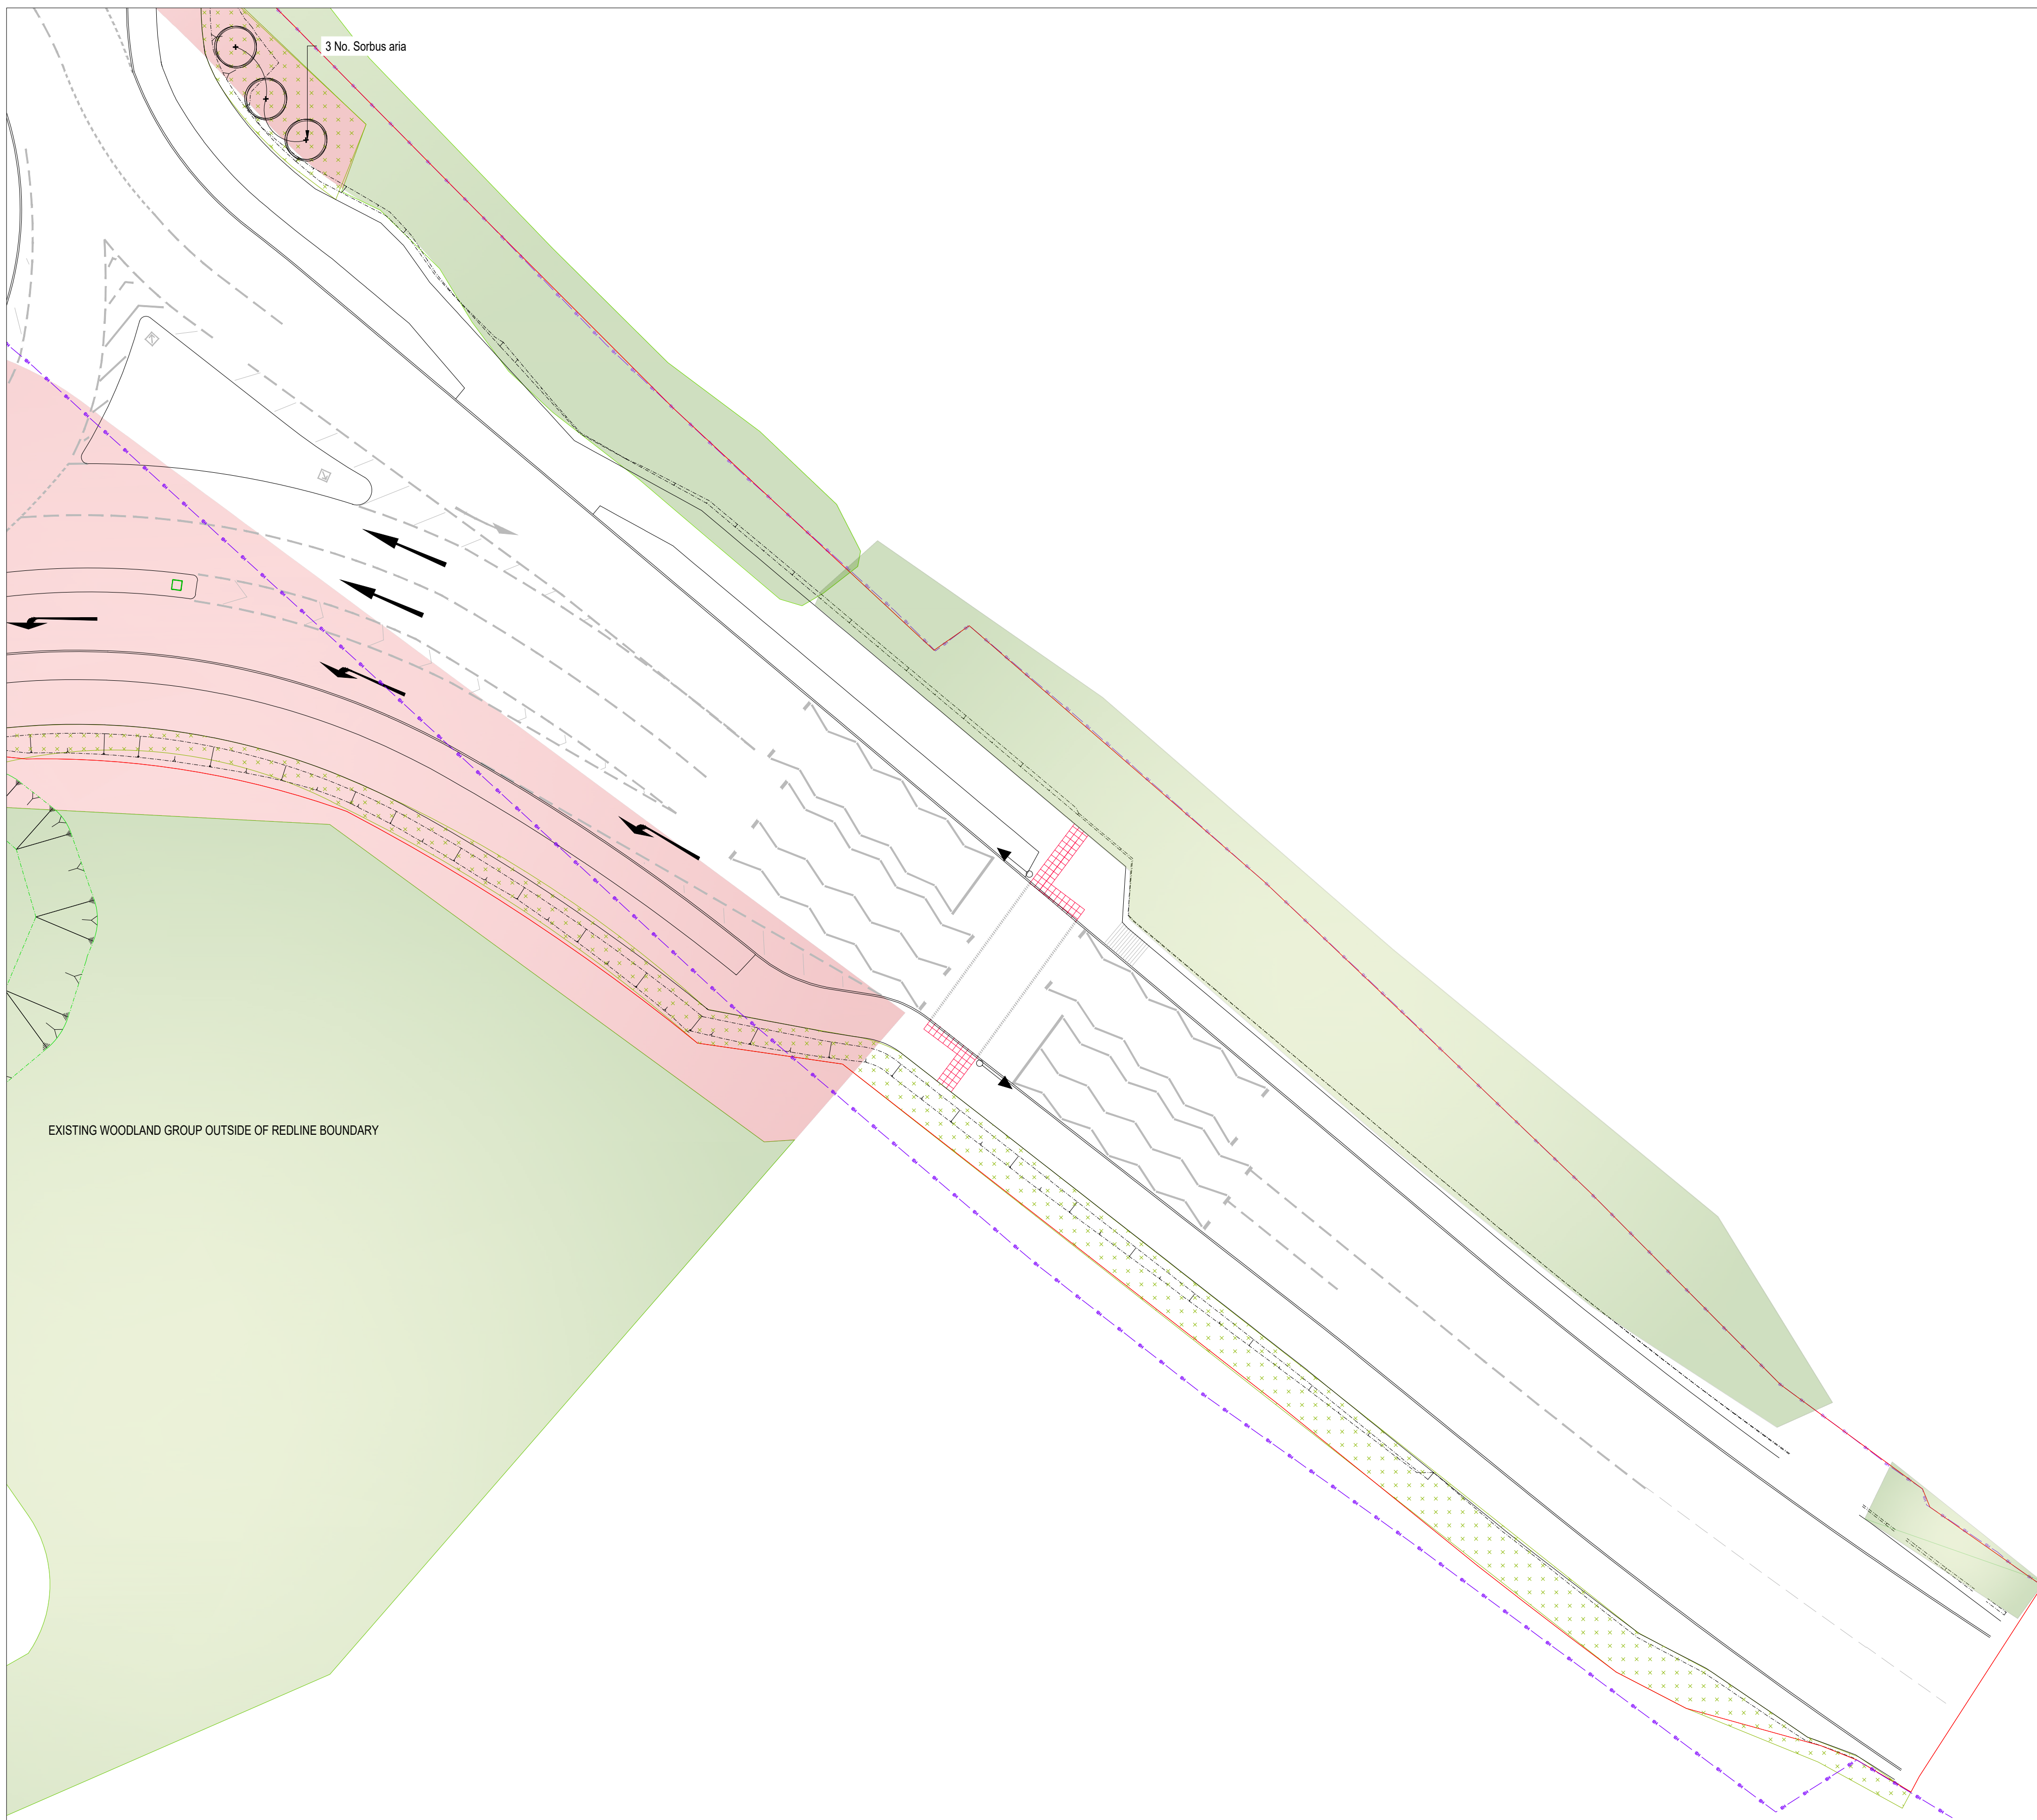 3 No. Sorbus aria
EXISTING WOODLAND GROUP OUTSIDE OF REDLINE BOUNDARY